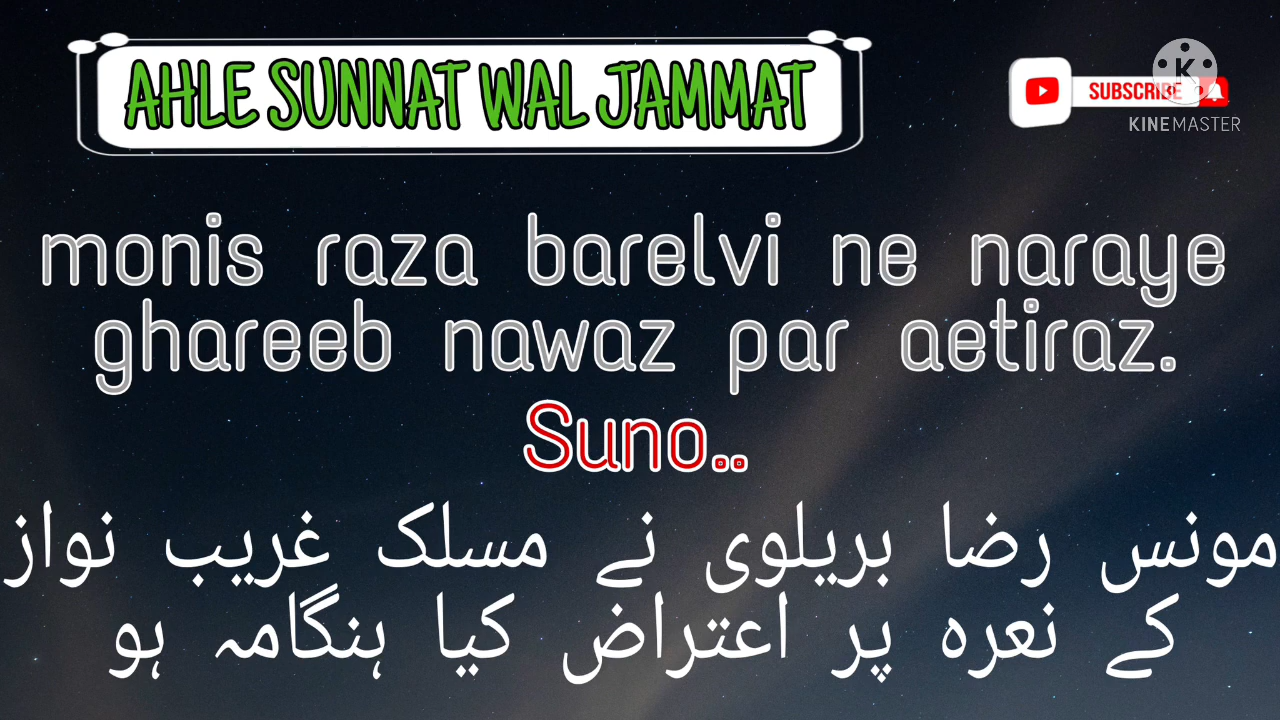 AHLE SUNNAT WAL JAMMAT
SUBSCRIBE
KINEMASTER
monis raza barelvi ne naraye
ghareeb nawaz par aetiraz.
Suno..
مونس رضا بریلوی نے مسلک غریب نواز
کے نعرہ پر اعتراض کیا ہنگامہ ہو